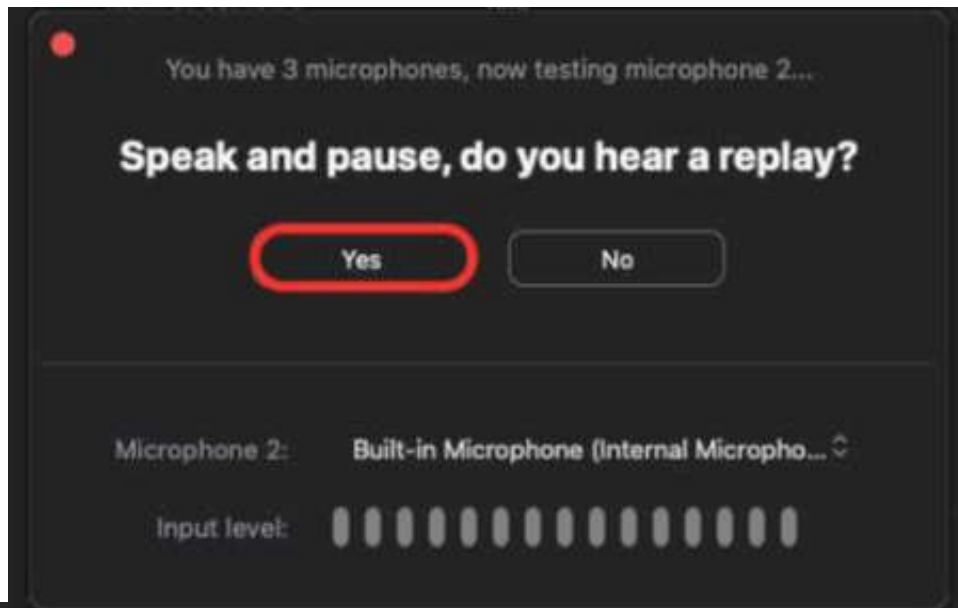 You have 3 microphones, now testing microphone 2...
Speak and pause, do you hear a replay?
Yes No
Microphone 2: Built-in Microphone (Internal Micropho...
Input level: